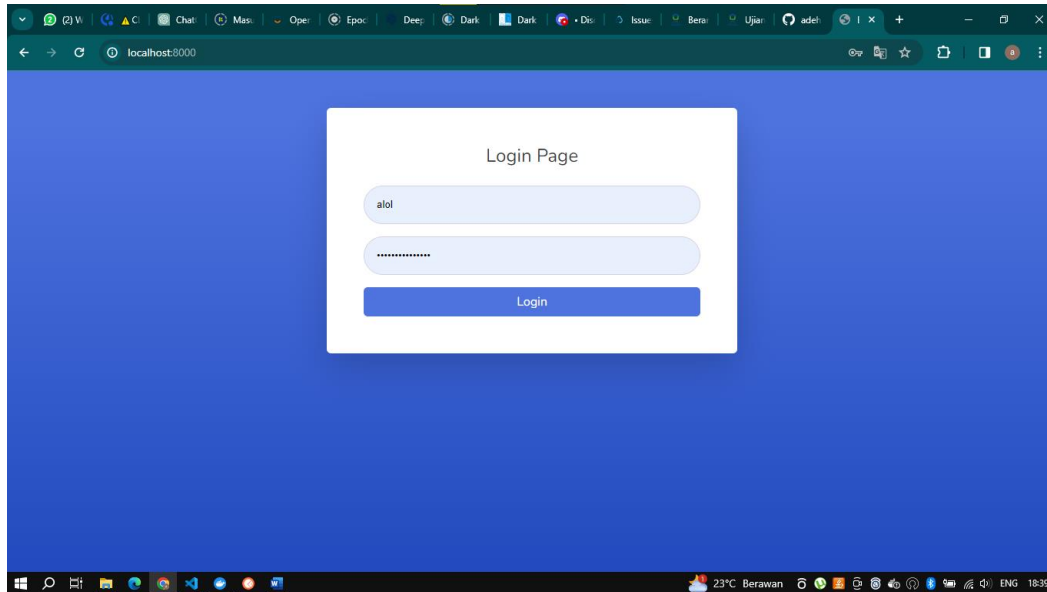 (2) W Chat Masu Oper Epoc Deep Dark Dark • Dis Issue Berar Ujian adeh
localhost:8000
Login Page
alol
•••••••••••••••
Login
23°C Berawan ENG 18:39